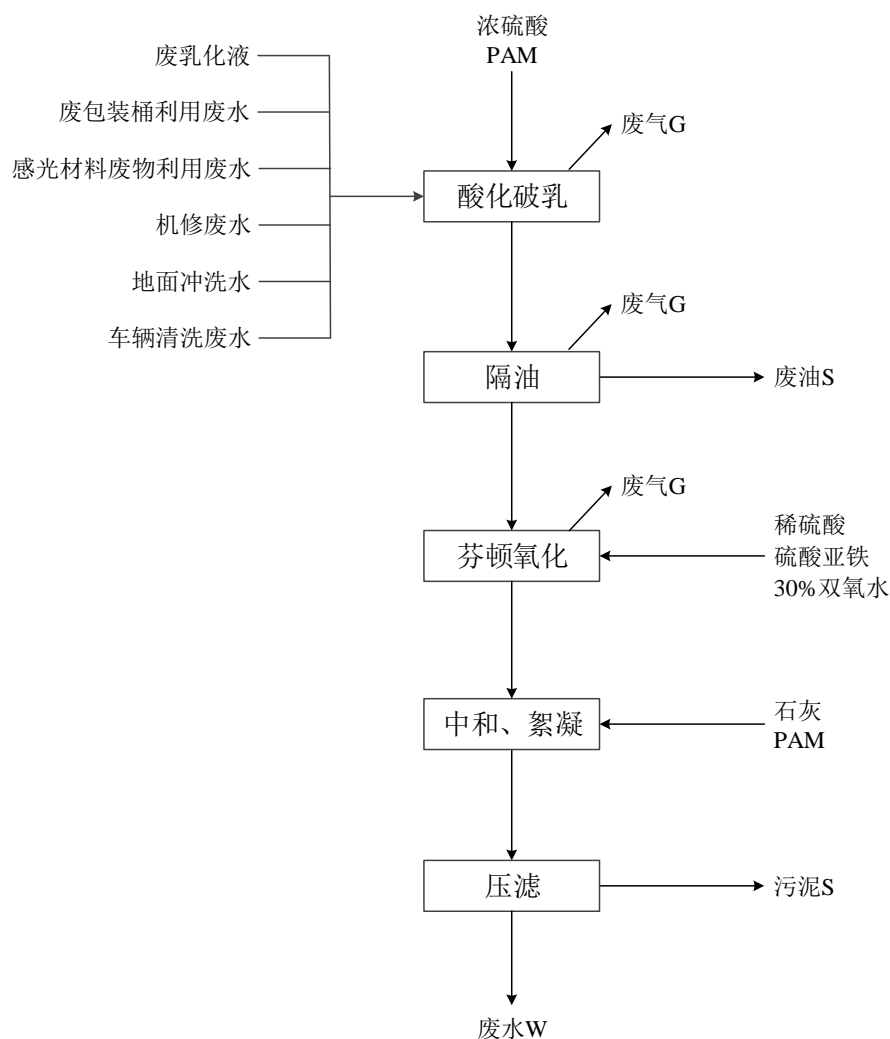 浓硫酸
PAM
废乳化液
废包装桶利用废水
感光材料废物利用废水
机修废水
地面冲洗水
车辆清洗废水
废气G
酸化破乳
废气G
隔油
废油S
废气G
芬顿氧化
稀硫酸
硫酸亚铁
30%双氧水
中和、絮凝
石灰
PAM
压滤
污泥S
废水W